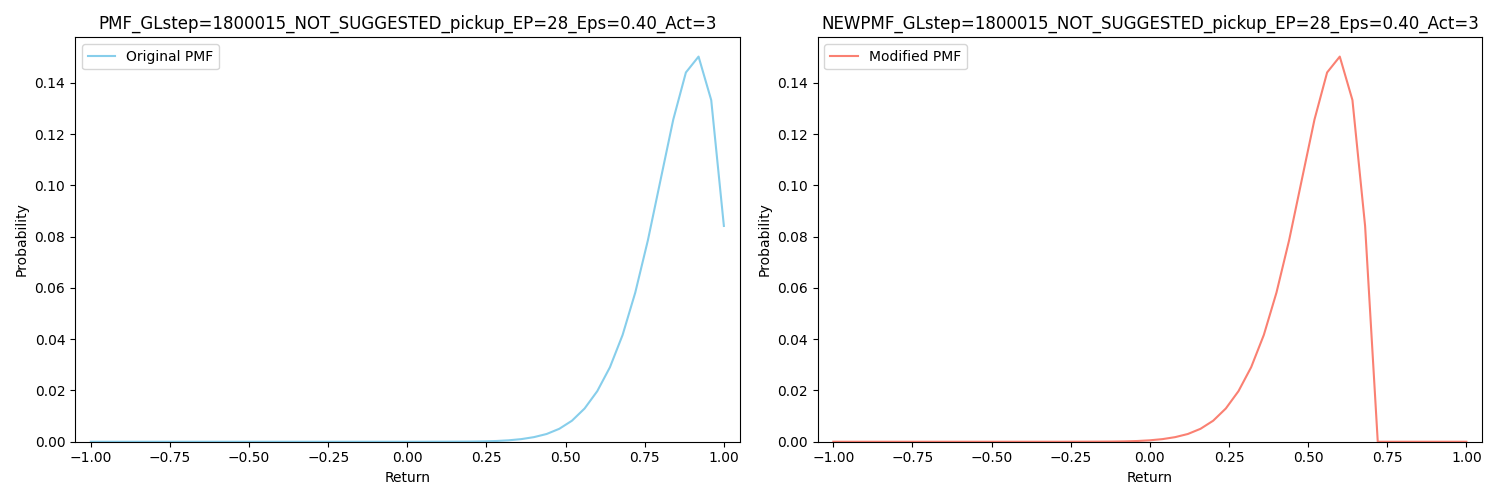 PMF_GLstep=1800015_NOT_SUGGESTED_pickup_EP=28_Eps=0.40_Act=3
Original PMF
0.14
0.12
0.10
0.08
0.06
0.04
0.02
0.00
Probability
−1.00 −0.75 −0.50 −0.25 0.00 0.25 0.50 0.75 1.00
Return
NEWPMF_GLstep=1800015_NOT_SUGGESTED_pickup_EP=28_Eps=0.40_Act=3
Modified PMF
0.14
0.12
0.10
0.08
0.06
0.04
0.02
0.00
Probability
−1.00 −0.75 −0.50 −0.25 0.00 0.25 0.50 0.75 1.00
Return